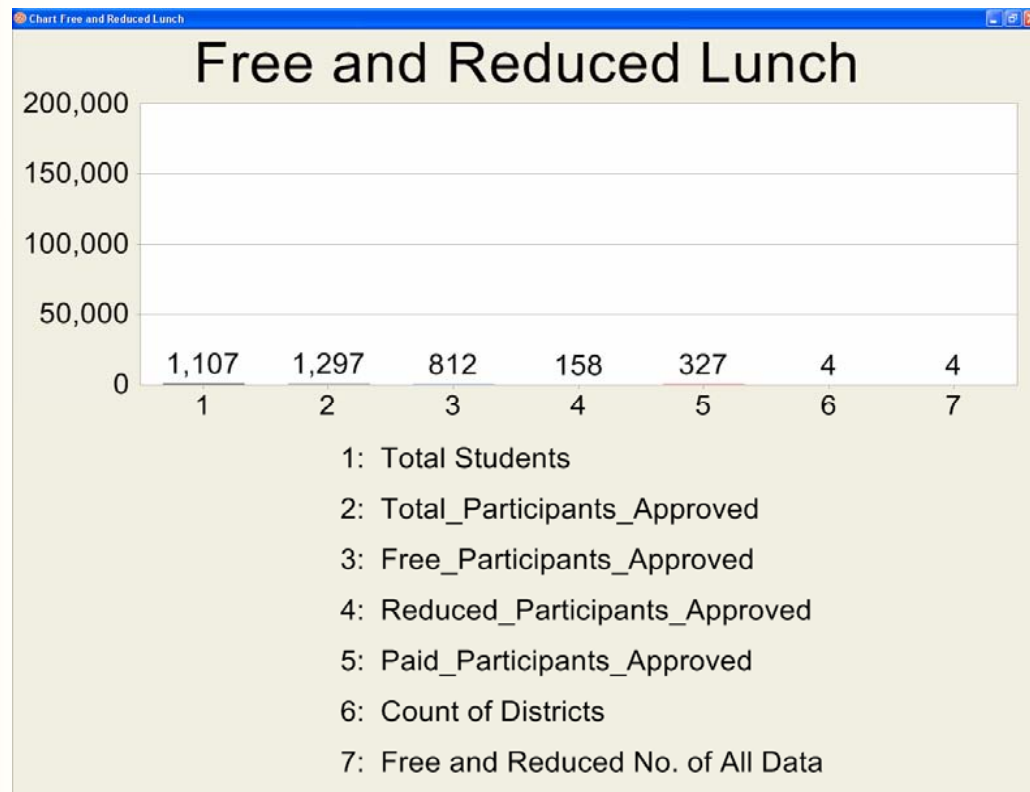 Chart Free and Reduced Lunch
Free and Reduced Lunch
200,000
150,000
100,000
50,000
0
1,107 1,297 812 158 327 4 4
1 2 3 4 5 6 7
1: Total Students
2: Total_Participants_Approved
3: Free_Participants_Approved
4: Reduced_Participants_Approved
5: Paid_Participants_Approved
6: Count of Districts
7: Free and Reduced No. of All Data